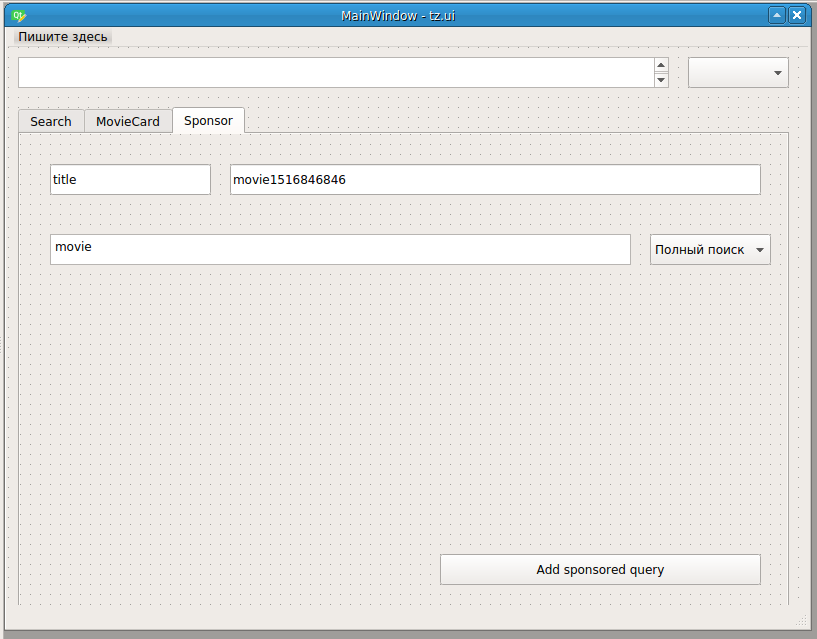 MainWindow - tz.ui
Пишите здесь
Search MovieCard Sponsor
title movie1516846846
movie Полный поиск
Add sponsored query